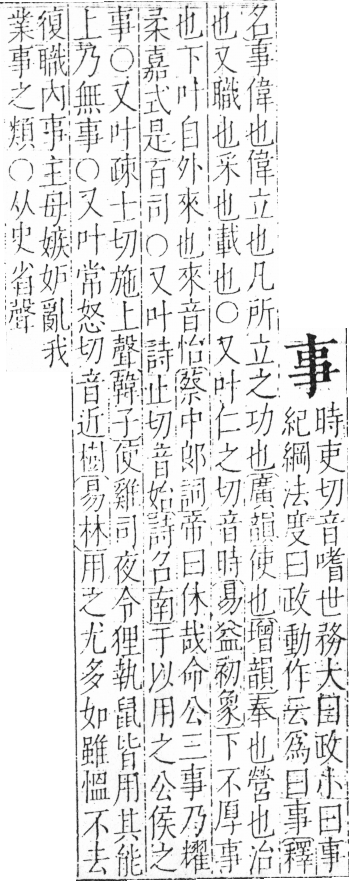 事
時吏切音嗜世務大曰政小曰事
紀綱法度曰政動作云爲曰事釋
名事偉也偉立也凡所立之功也廣韻使也增韻奉也營也治
也又職也采也載也○又叶仁之切音時易益初象下不厚事
也下叶自外來也來音怡蔡中郎詞帝曰休哉命公三事乃耀
柔嘉式是百司○又叶詩止切音始詩召南于以用之公侯之
事○又叶疎士切施上聲韓子使雞司夜令狸執鼠皆用其能
上乃無事○又叶常怒切音近樹易林用之尤多如雖慍不去
復職內事主母嫉妒亂我
業事之類○从史省聲